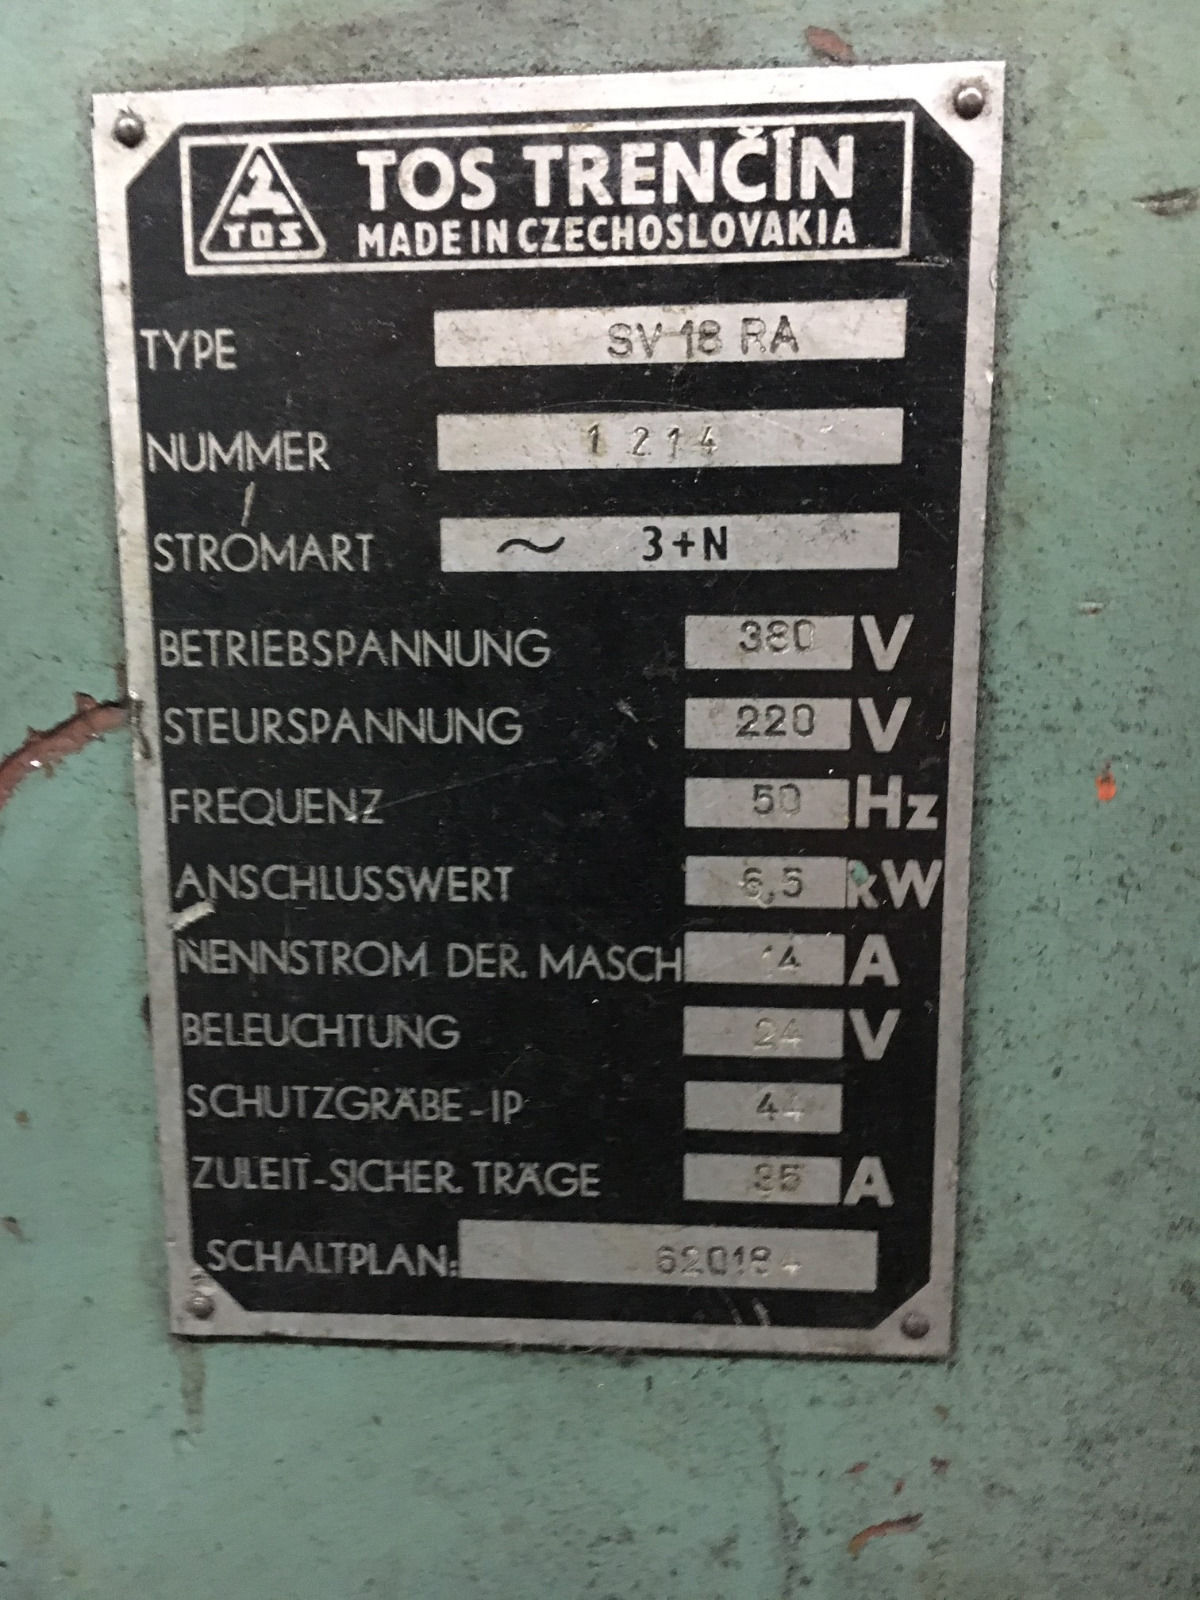 TOS
TOS TRENČÍN
MADE IN CZECHOSLOVAKIA
TYPE SV 18 RA
NUMMER 1 214
STROMART ~ 3+N
BETRIEBSPANNUNG 380 V
STEURSPANNUNG 220 V
FREQUENZ 50 Hz
ANSCHLUSSWERT 6,5 kW
NENNSTROM DER. MASCH 14 A
BELEUCHTUNG 24 V
SCHUTZGRÄBE-IP 44
ZULEIT-SICHER. TRÄGE 35 A
SCHALTPLAN: 620184